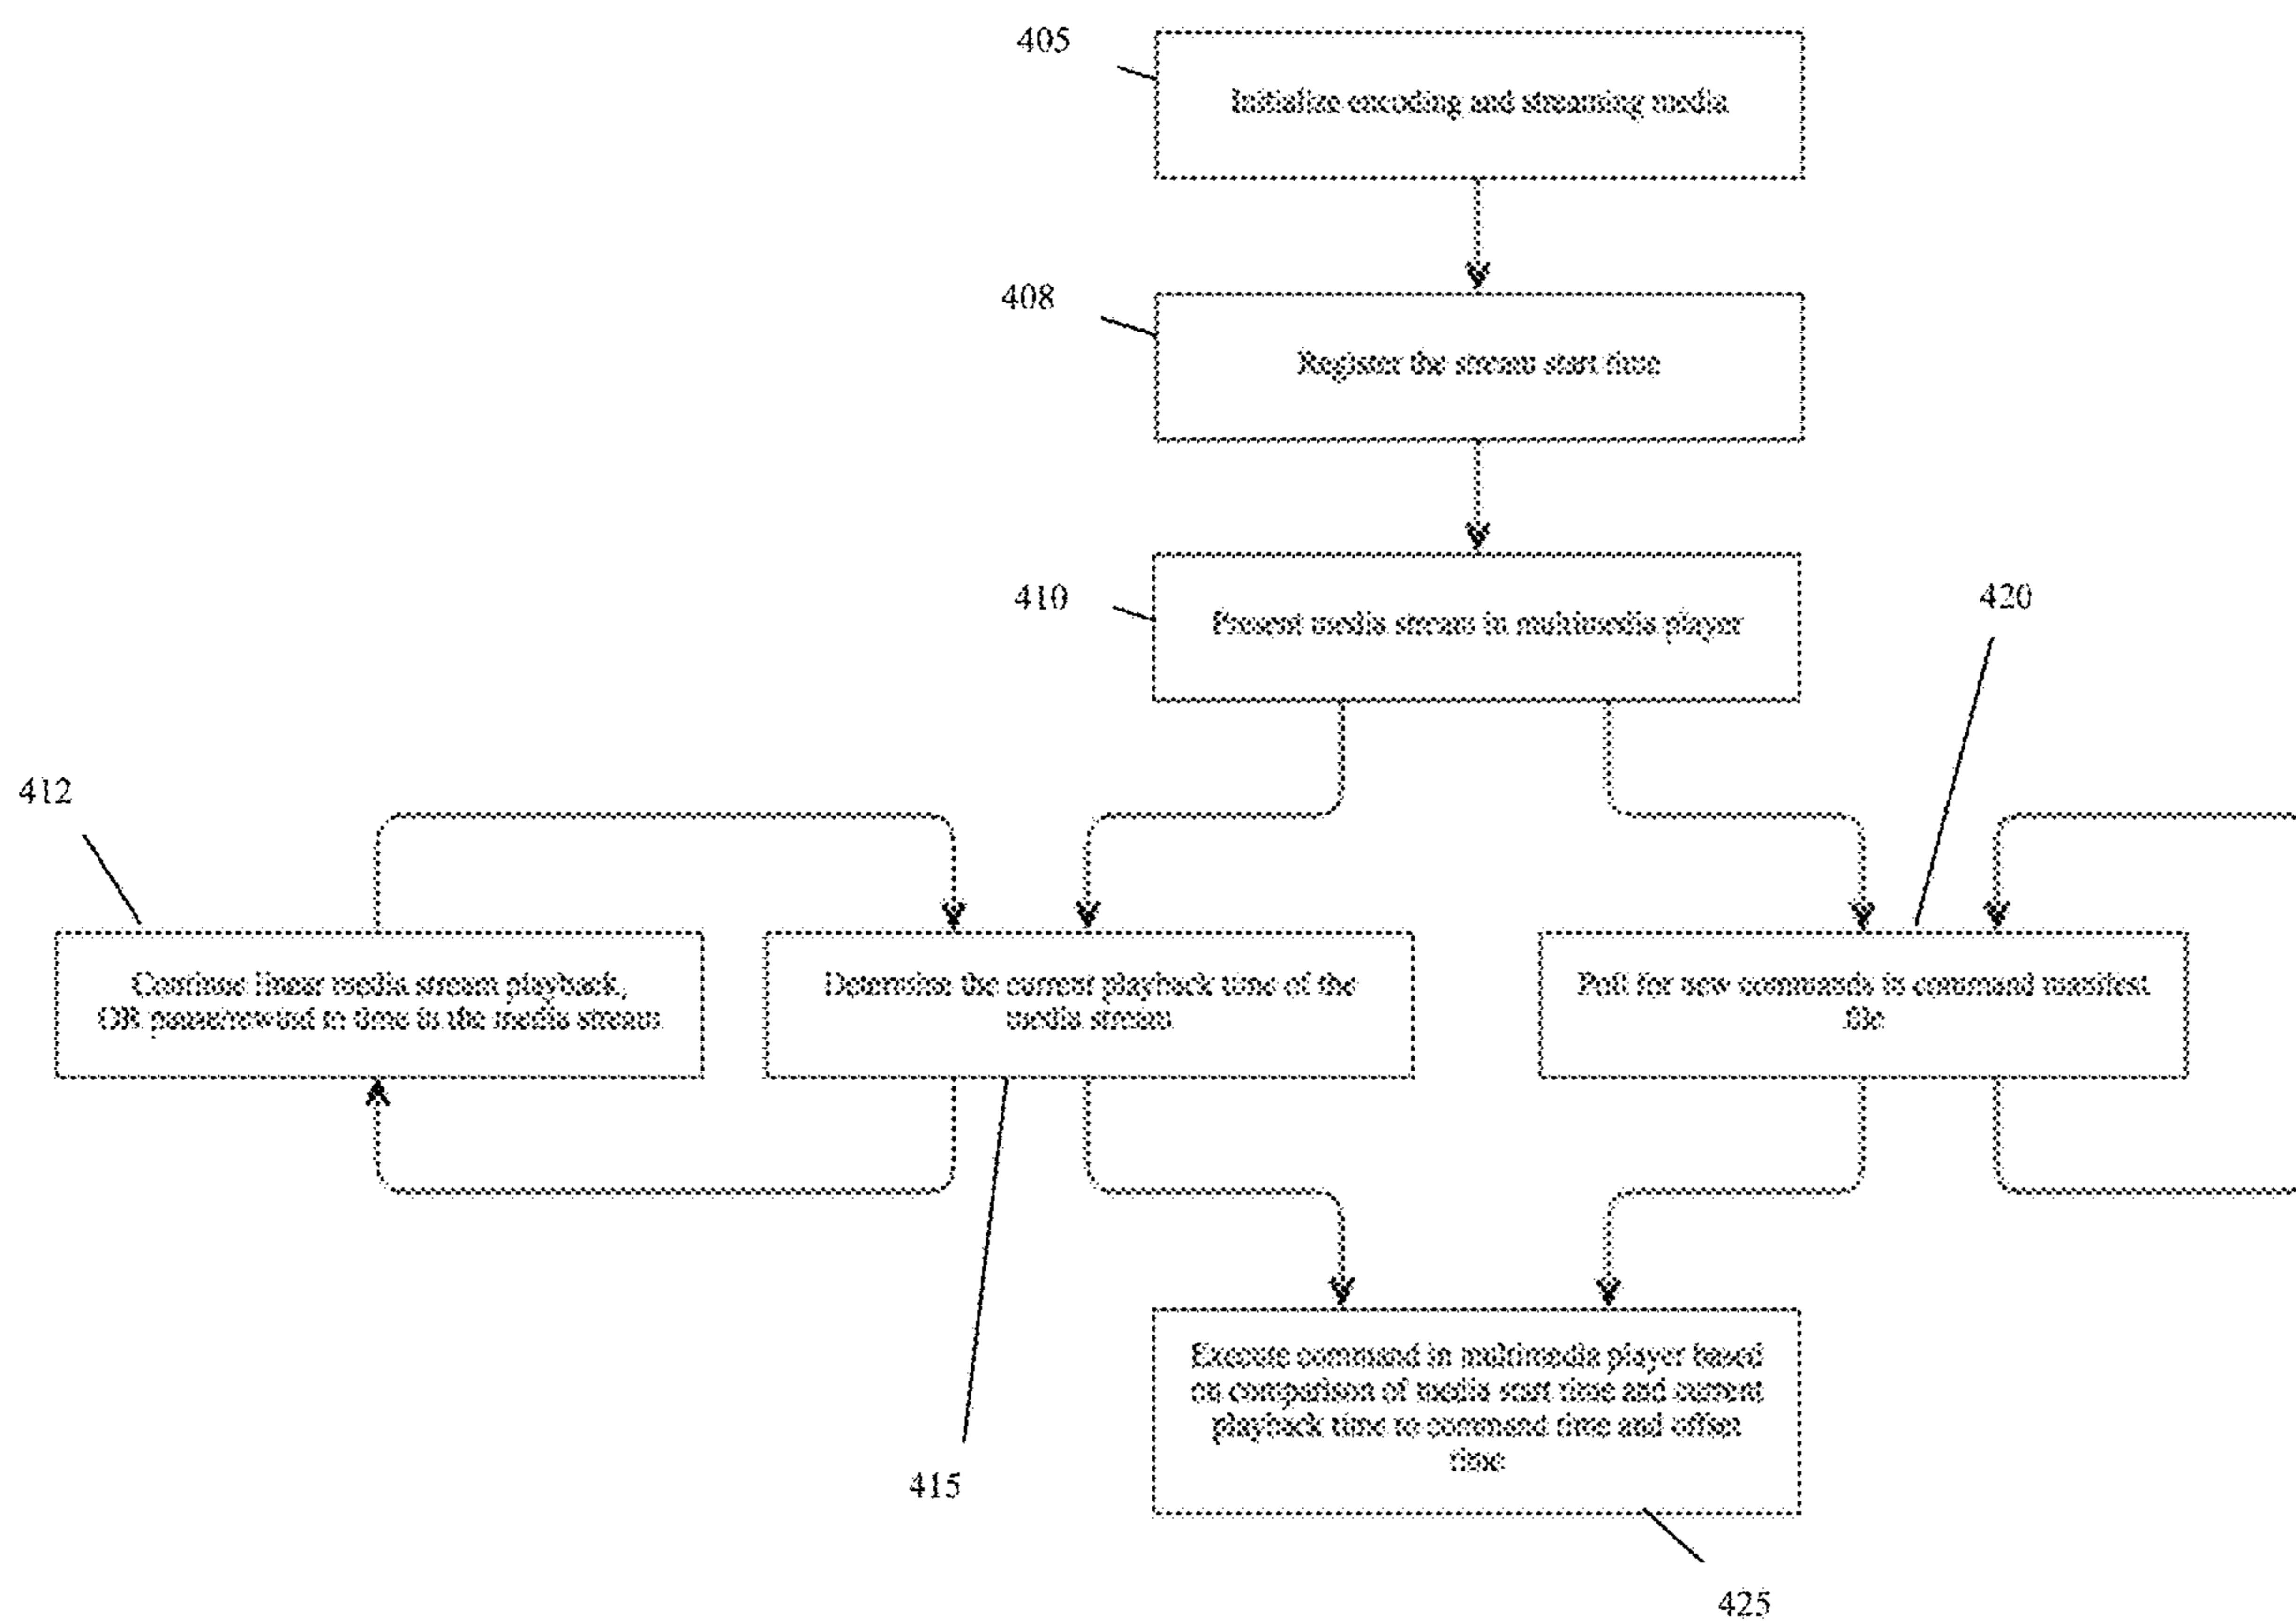 405
Initialize encoding and streaming media
408
Register the stream start time
410
Present media stream in multimedia player
420
412
Continue linear media stream playback,
OR pause/rewind to time in the media stream
Determine the current playback time of the
media stream
Poll for new commands in command manifest
file
Execute command in multimedia player based
on comparison of media start time and current
playback time to command time and offset
time
415
425